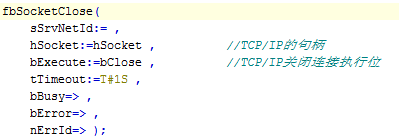 fbSocketClose(
sSrvNetId:= ,
hSocket:=hSocket , //TCP/IP的句柄
bExecute:=bClose , //TCP/IP关闭连接执行位
tTimeout:=T#1S ,
bBusy=> ,
bError=> ,
nErrId=> );